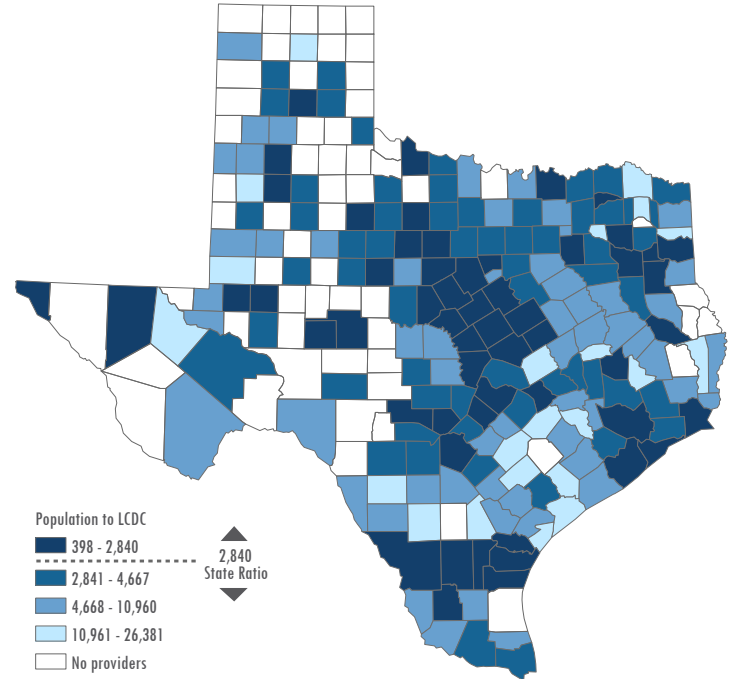 Population to LCDC
398 - 2,840
2,840
State Ratio
2,841 - 4,667
4,668 - 10,960
10,961 - 26,381
No providers